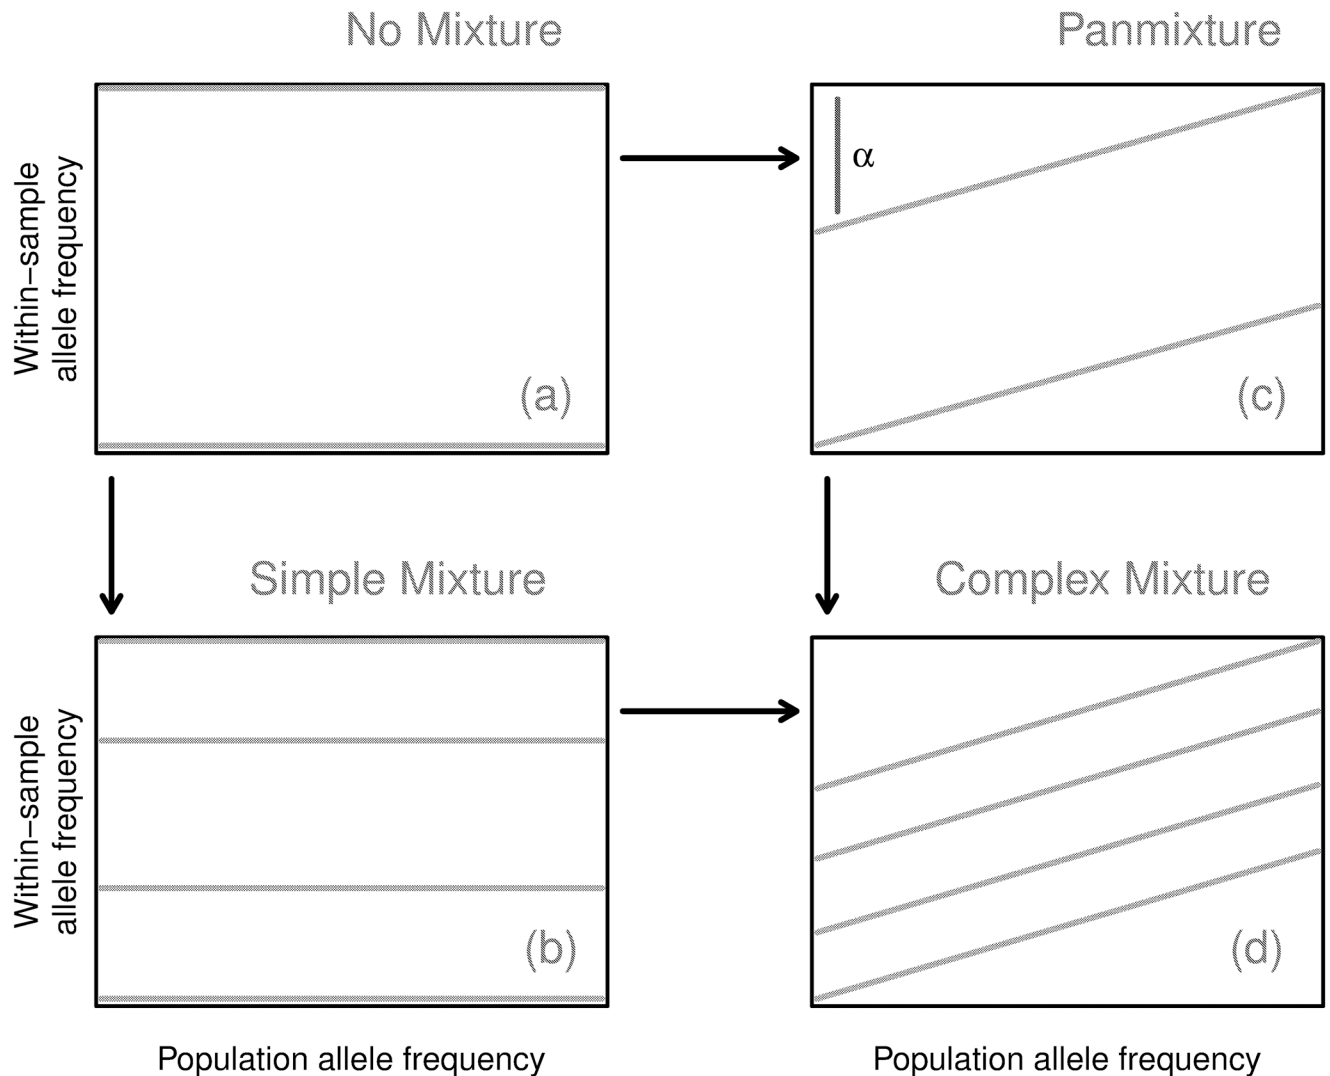 No Mixture
Panmixture
Within−sample
allele frequency
(a)
α
(c)
Simple Mixture
Complex Mixture
Within−sample
allele frequency
(b)
(d)
Population allele frequency
Population allele frequency